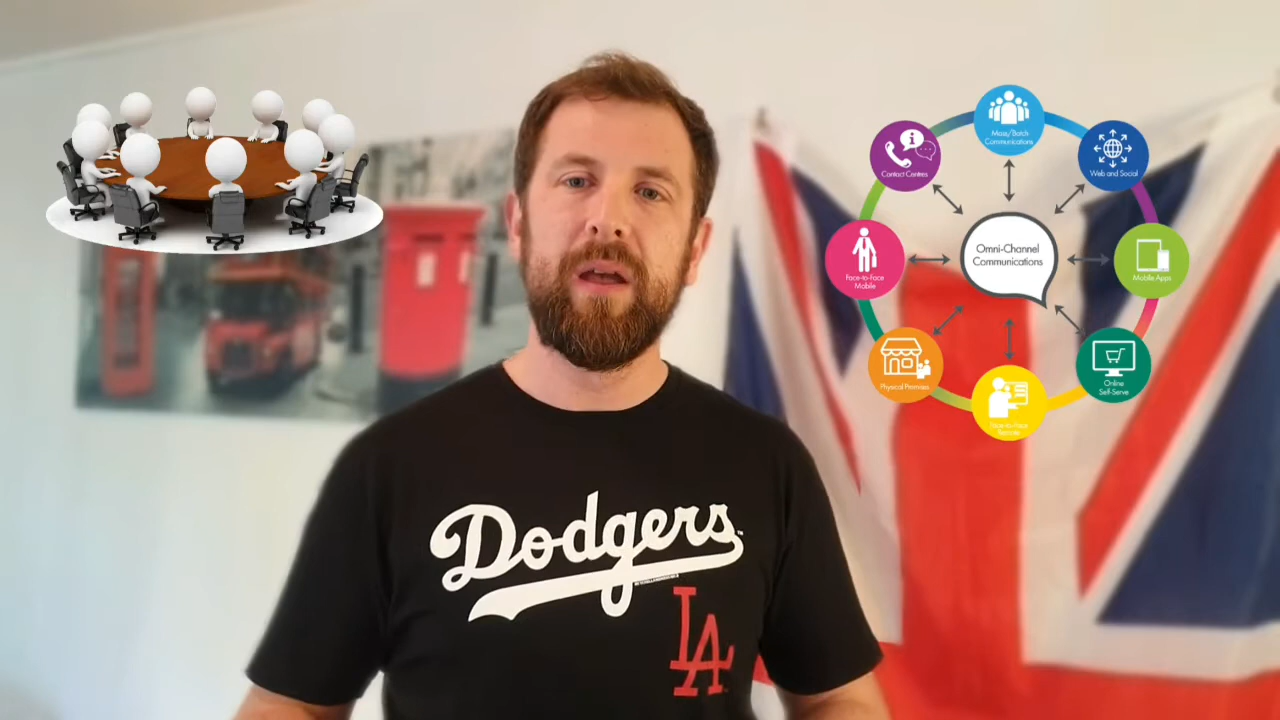 Mass/Batch
Communications
Contact Centres
Web and Social
Omni-Channel
Communications
Face-to-Face
Mobile
Mobile Apps
Physical Premises
Online
Self-Serve
Face-to-Face
Dodgers
LA